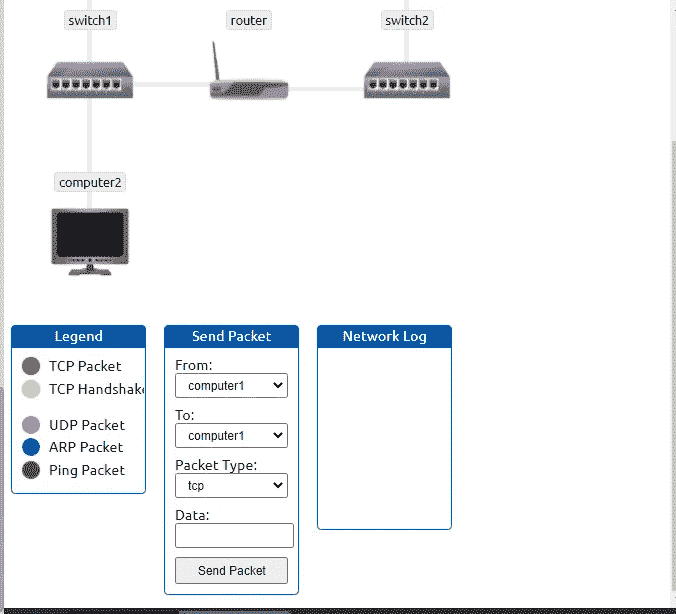 switch1
router
switch2
computer2
Legend
TCP Packet
TCP Handshake
UDP Packet
ARP Packet
Ping Packet
Send Packet
From:
computer1
To:
computer1
Packet Type:
tcp
Data:
Send Packet
Network Log